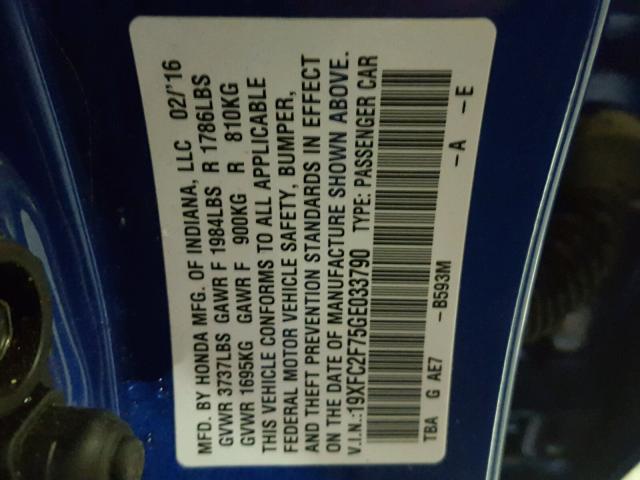 MFD. BY HONDA MFG. OF INDIANA, LLC 02/'16
GVWR 3737LBS GAWR F 1984LBS R 1786LBS
GVWR 1695KG GAWR F 900KG R 810KG
THIS VEHICLE CONFORMS TO ALL APPLICABLE
FEDERAL MOTOR VEHICLE SAFETY, BUMPER,
AND THEFT PREVENTION STANDARDS IN EFFECT
ON THE DATE OF MANUFACTURE SHOWN ABOVE.
V.I.N.:19XFC2F75GE033790 TYPE: PASSENGER CAR
TBA G AE7 -B593M -A -E